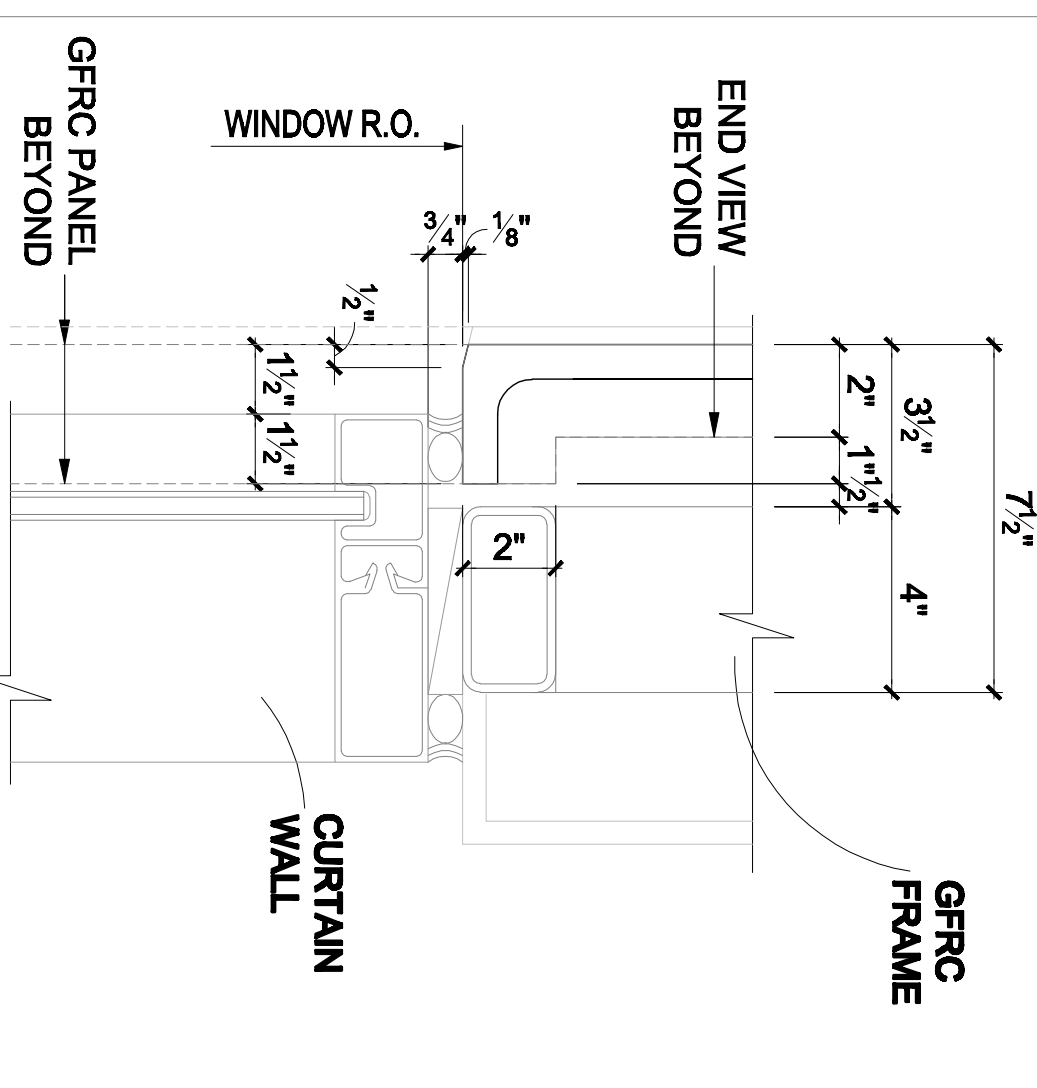 GFRC PANEL
BEYOND
WINDOW R.O.
END VIEW
BEYOND
3/4"
1/8"
1/2"
1 1/2"
1 1/2"
2"
3 1/2"
1"
1/2"
7 1/2"
2"
4"
CURTAIN
WALL
GFRC
FRAME